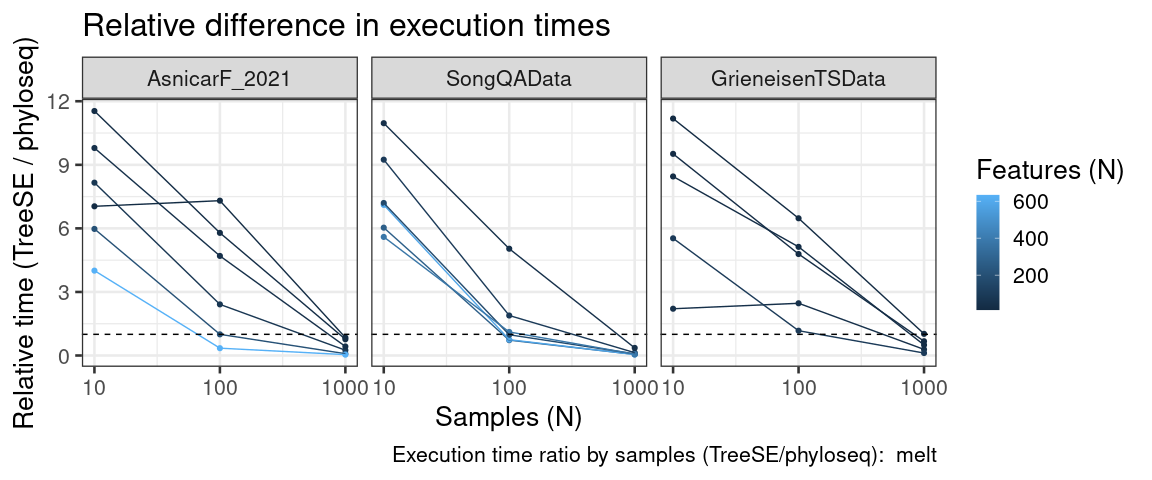 Relative difference in execution times
AsnicarF_2021
SongQAData
GrieneisenTSData
Relative time (TreeSE / phyloseq)
12
9
6
3
0
10 100 1000
10 100 1000
10 100 1000
Samples (N)
Features (N)
600
400
200
Execution time ratio by samples (TreeSE/phyloseq): melt